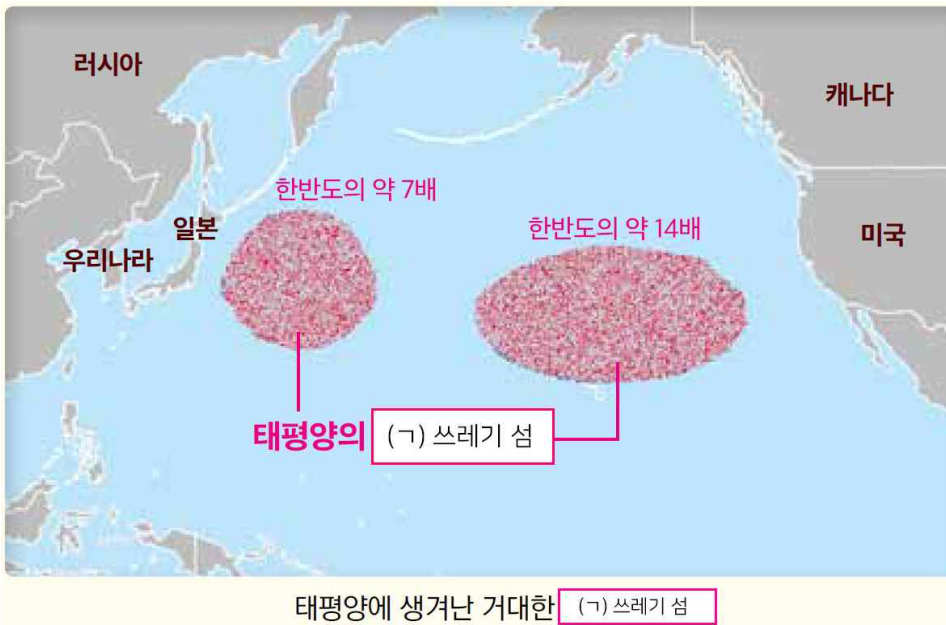 러시아
캐나다
한반도의 약 7배
일본
한반도의 약 14배
미국
우리나라
태평양의 (ㄱ) 쓰레기 섬
태평양에 생겨난 거대한 (ㄱ) 쓰레기 섬